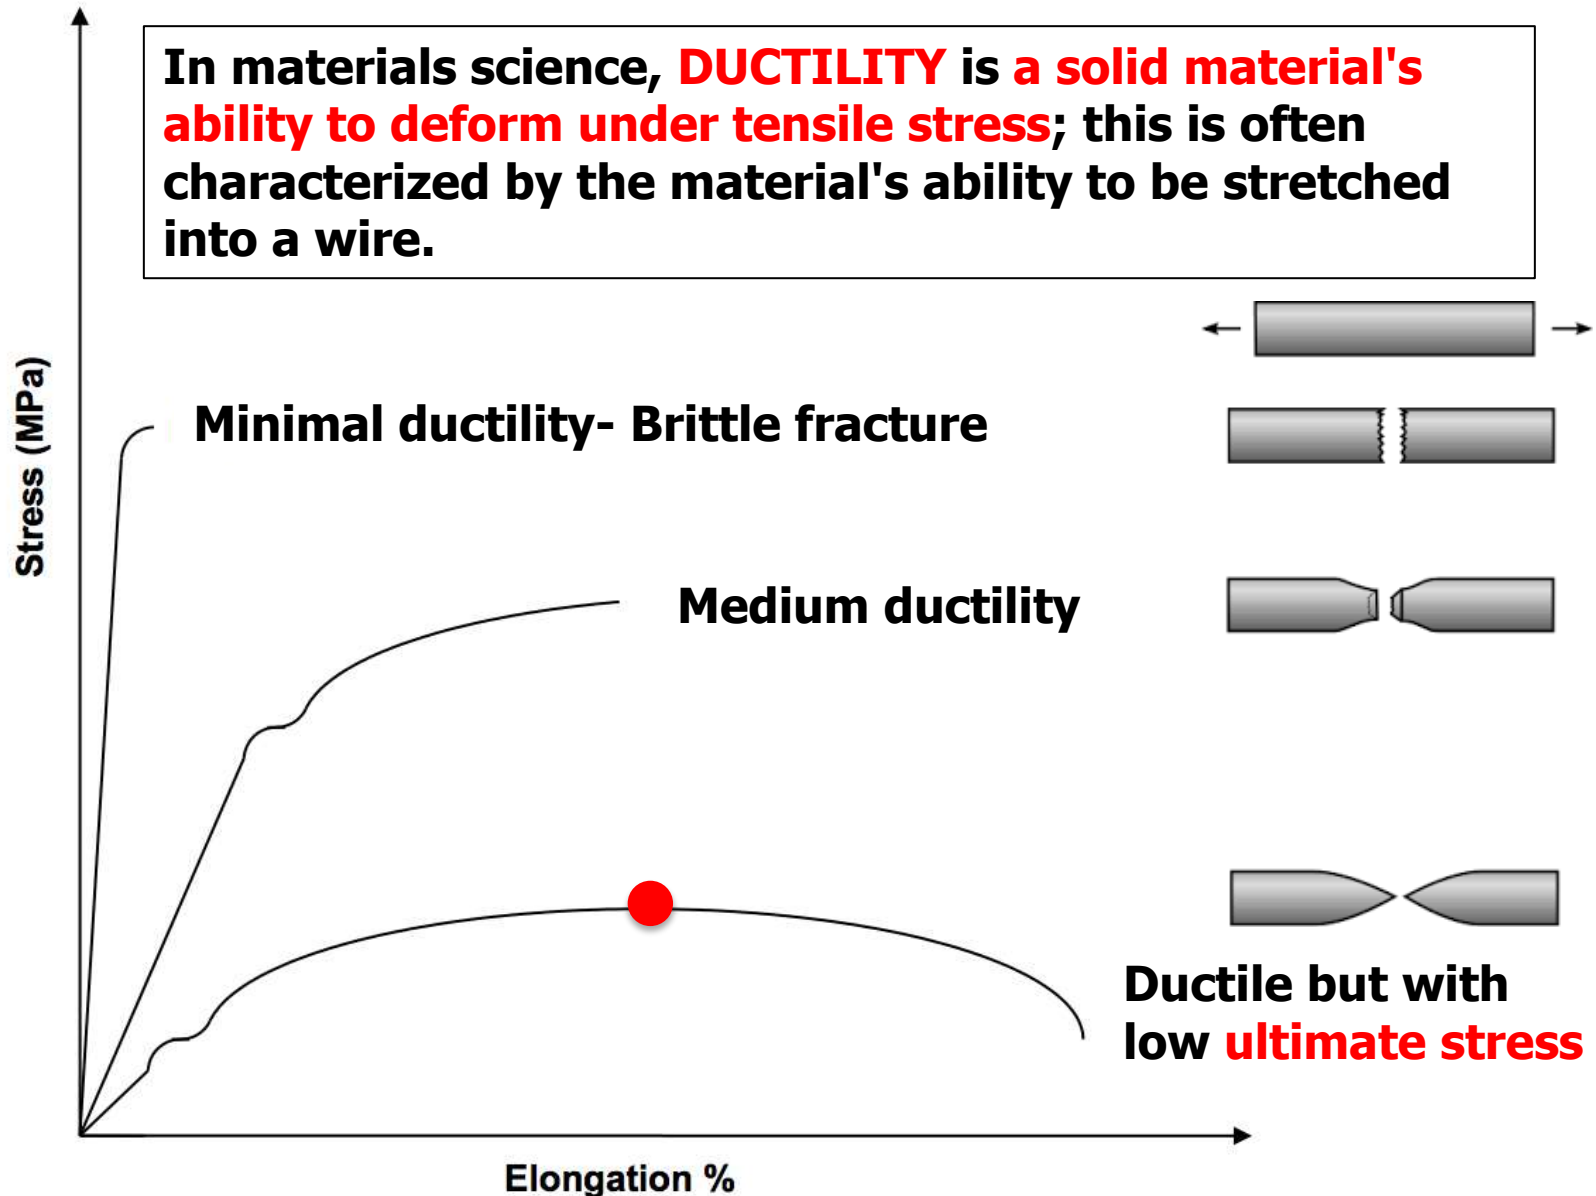 In materials science, DUCTILITY is a solid material's
ability to deform under tensile stress; this is often
characterized by the material's ability to be stretched
into a wire.
Stress (MPa)
Minimal ductility- Brittle fracture
Medium ductility
Ductile but with
low ultimate stress
Elongation %